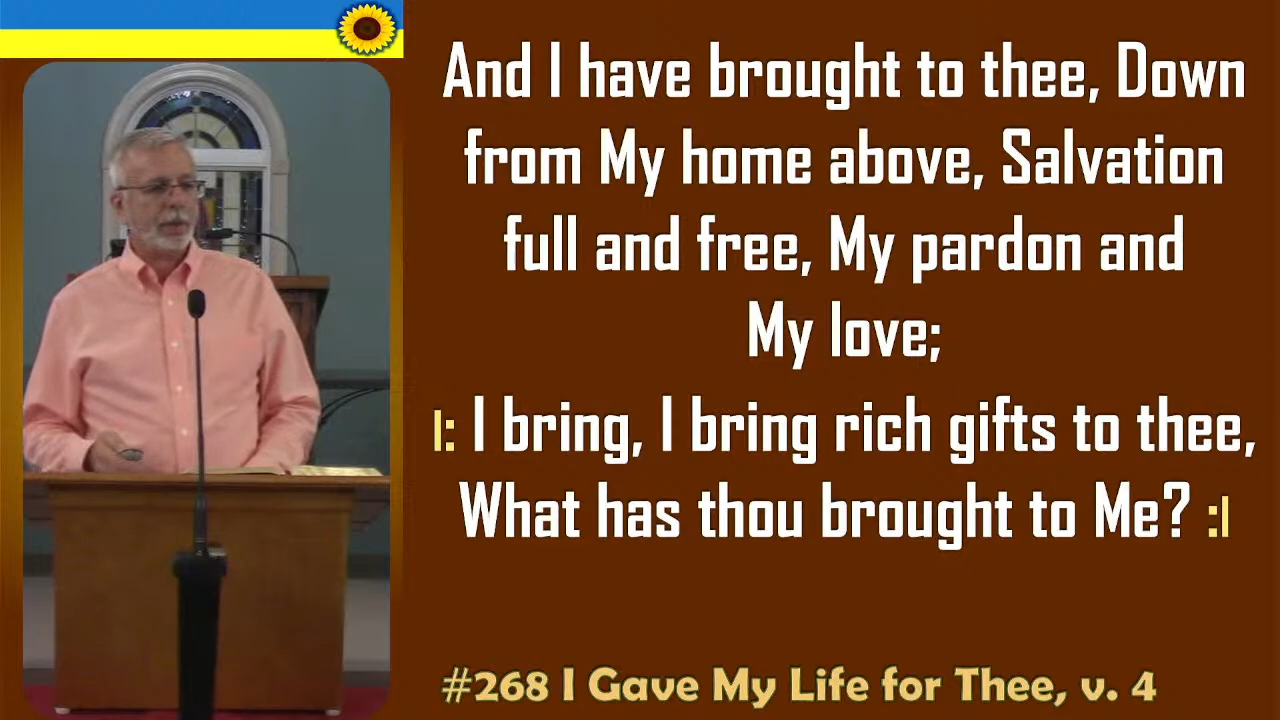 And I have brought to thee, Down
from My home above, Salvation
full and free, My pardon and
My love;
|: I bring, I bring rich gifts to thee,
What has thou brought to Me? :|
#268 I Gave My Life for Thee, v. 4